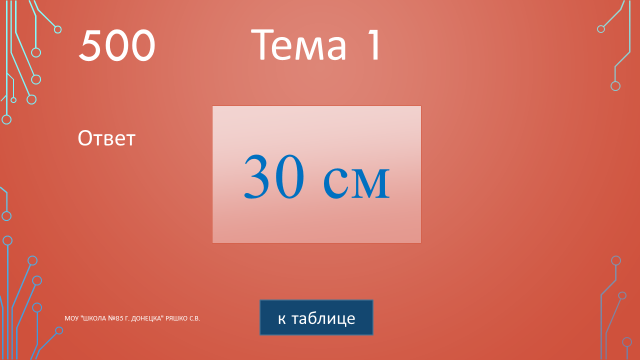 500
Тема 1
Ответ
30 см
МОУ "ШКОЛА №85 Г. ДОНЕЦКА" РЯШКО С.В.
к таблице